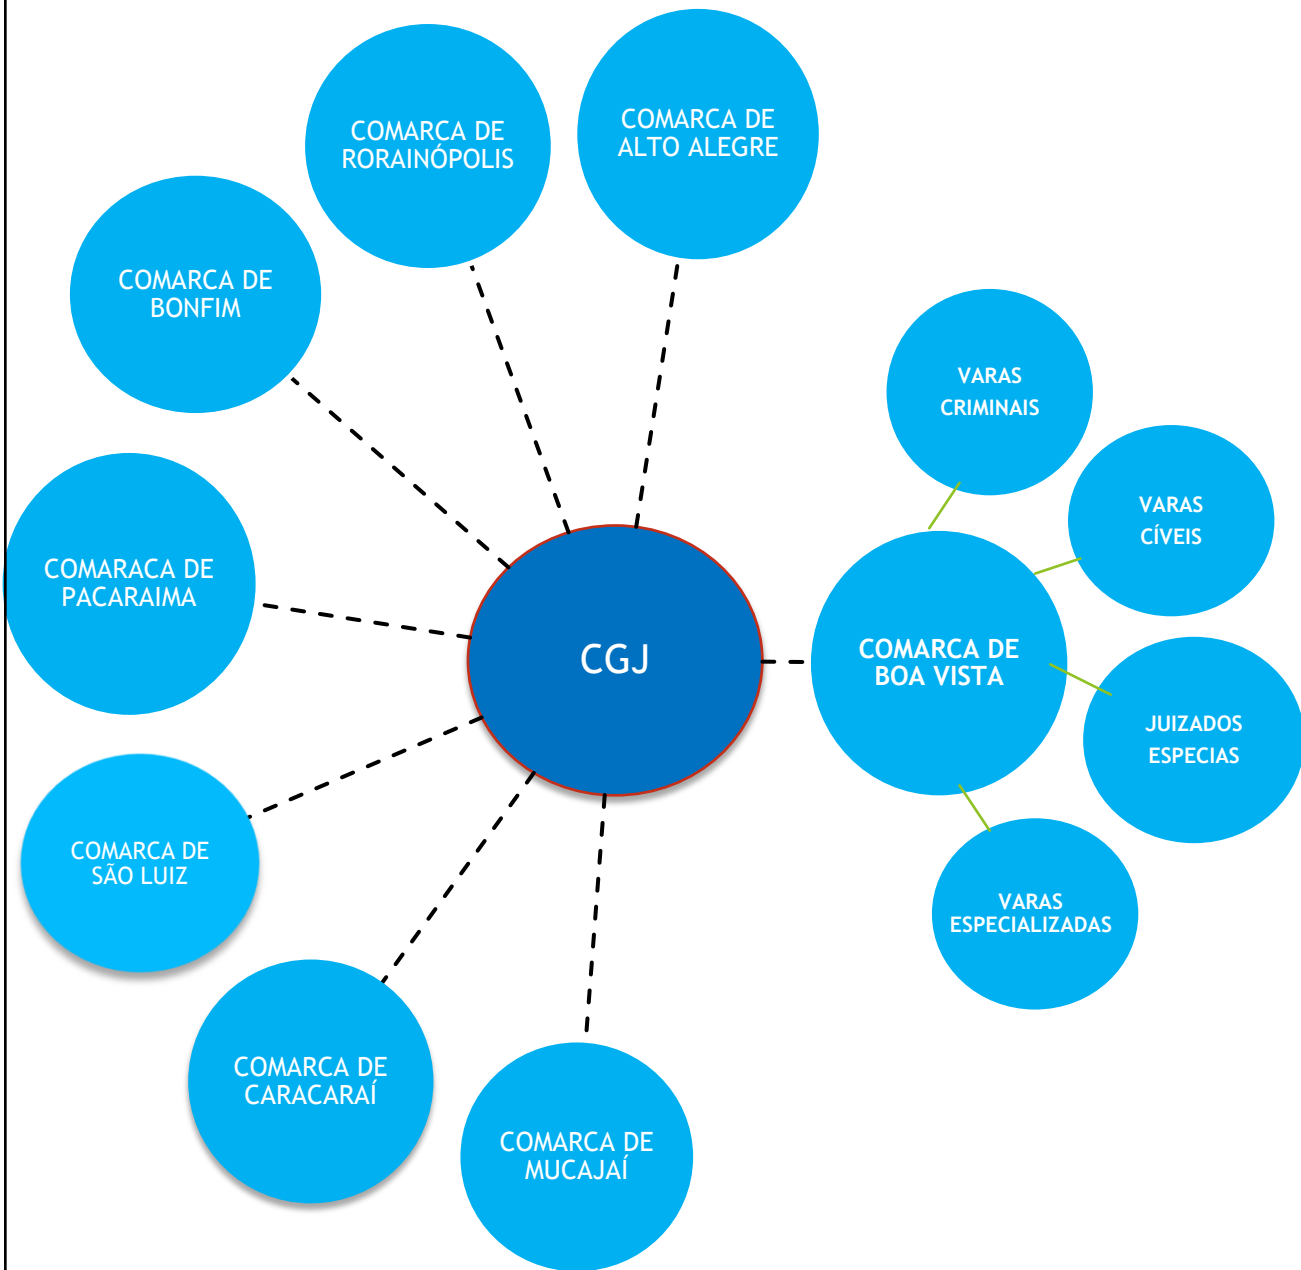 COMARCA DE
RORAINÓPOLIS
COMARCA DE
ALTO ALEGRE
COMARCA DE
BONFIM
VARAS
CRIMINAIS
VARAS
CÍVEIS
COMARACA DE
PACARAIMA
CGJ
COMARCA DE
BOA VISTA
JUIZADOS
ESPECIAS
COMARCA DE
SÃO LUIZ
VARAS
ESPECIALIZADAS
COMARCA DE
CARACARAÍ
COMARCA DE
MUCAJAÍ